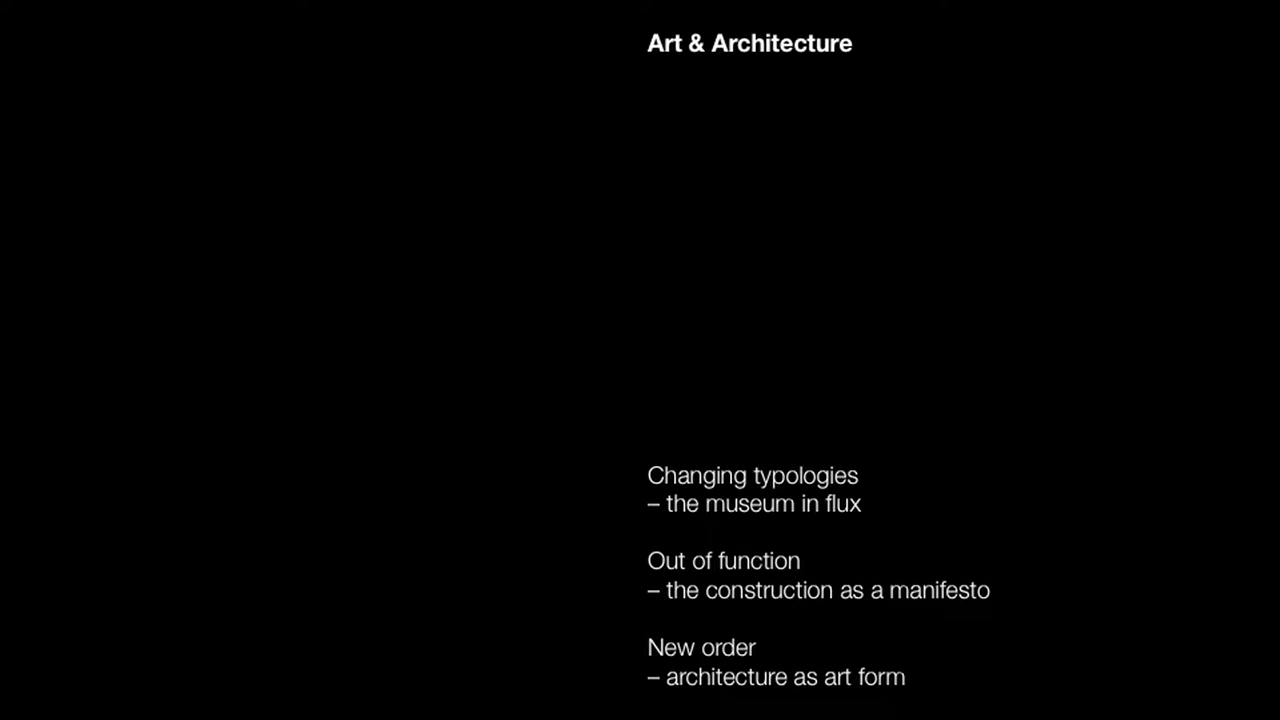 Art & Architecture
Changing typologies
– the museum in flux
Out of function
– the construction as a manifesto
New order
– architecture as art form